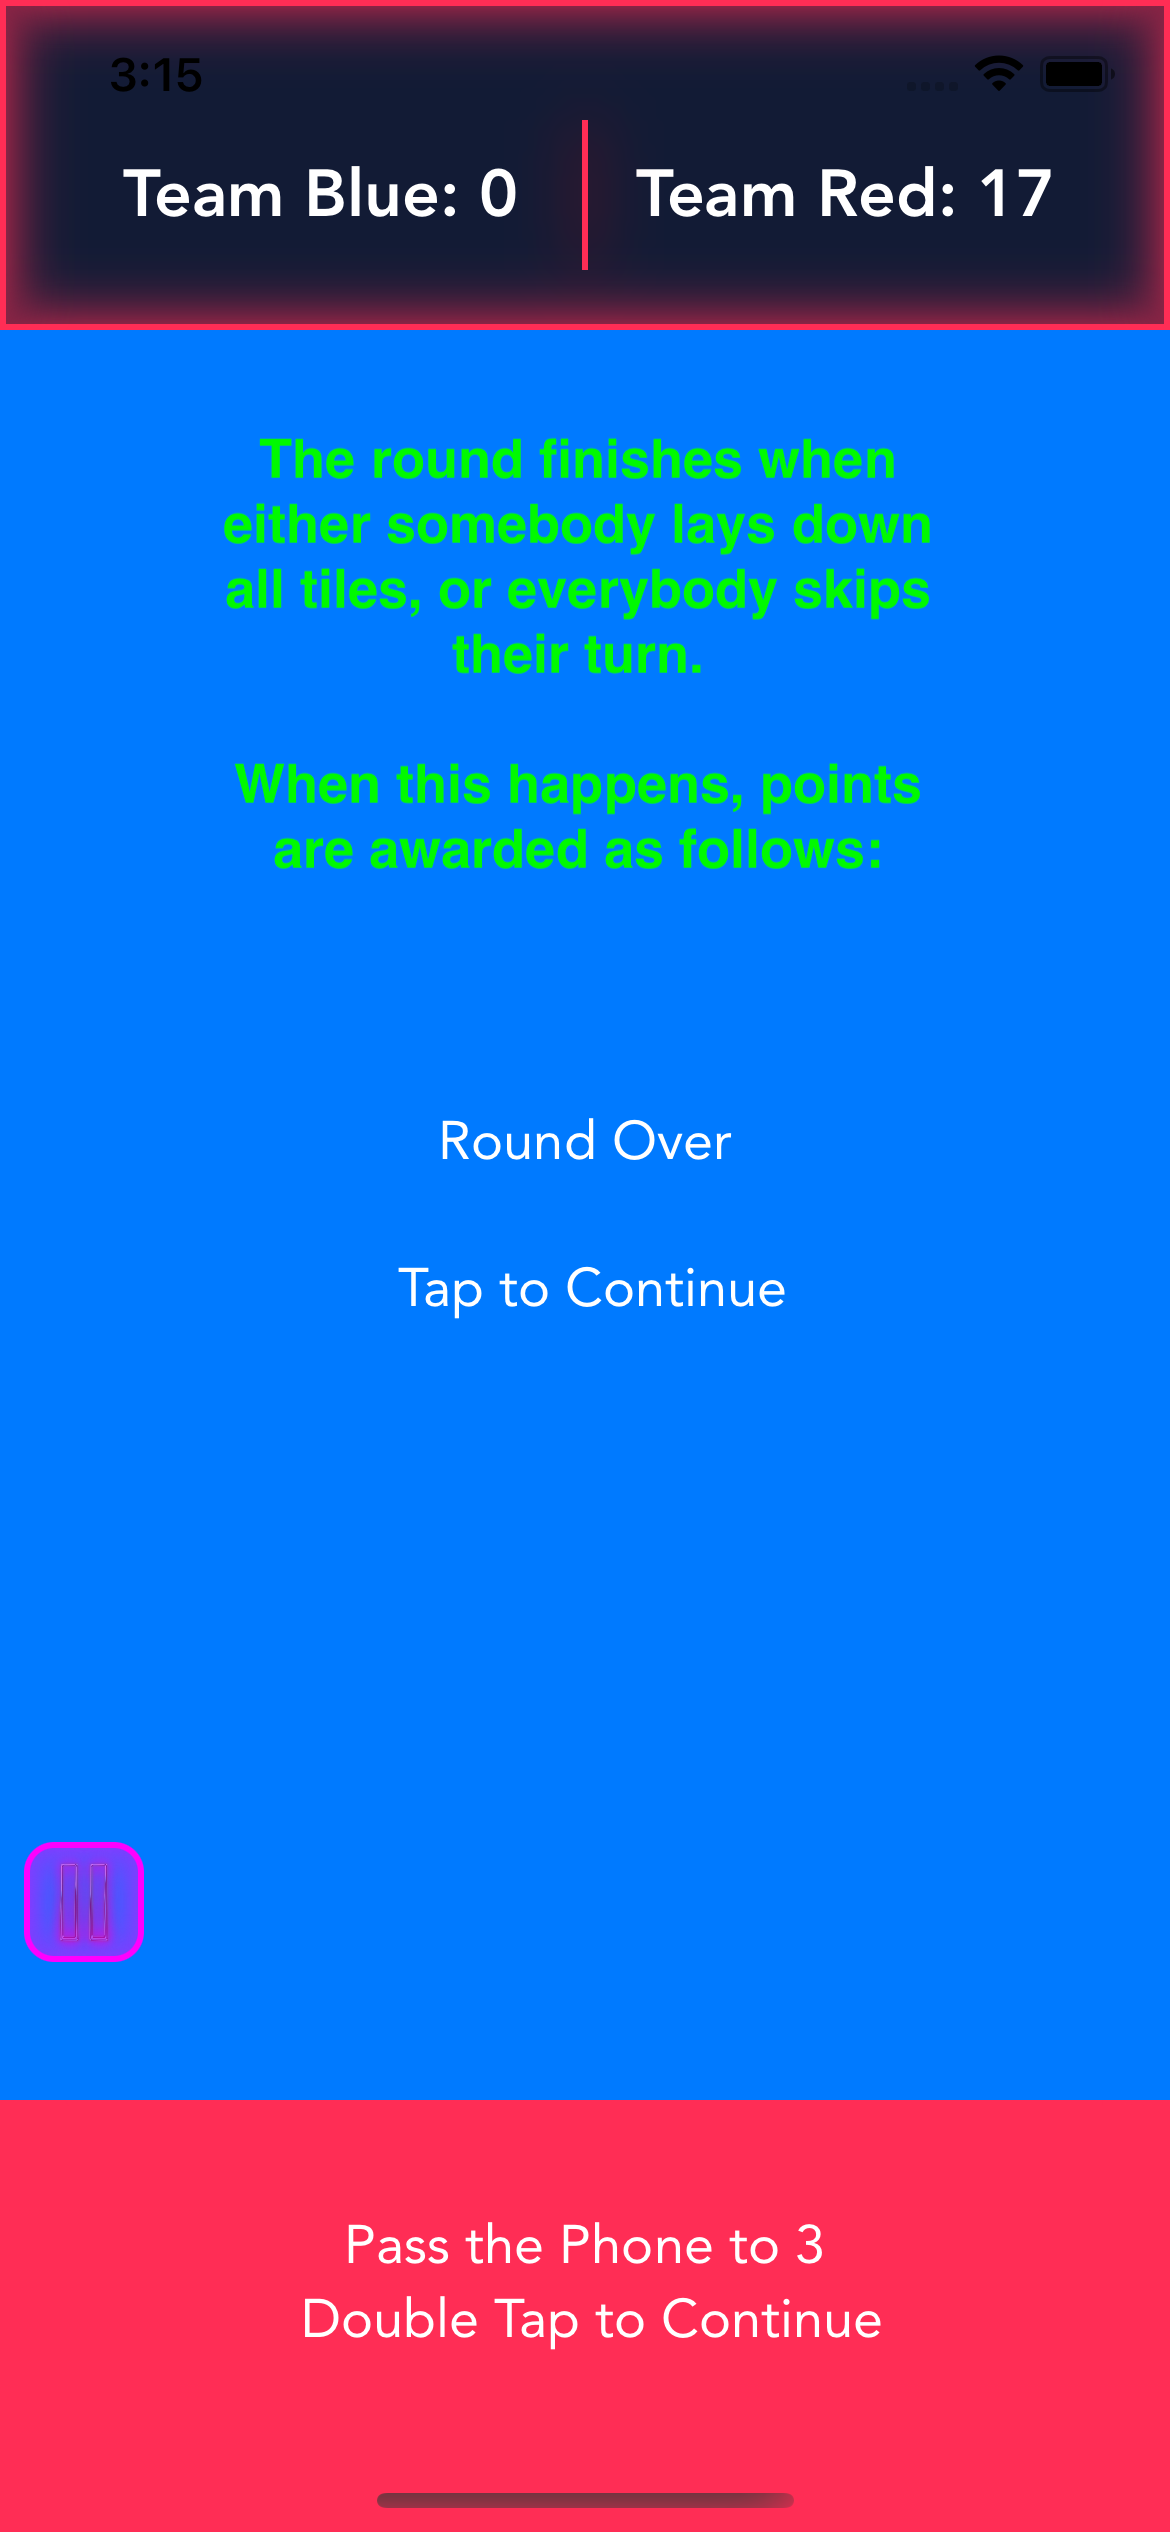 3:15
Team Blue: 0
Team Red: 17
The round finishes when
either somebody lays down
all tiles, or everybody skips
their turn.
When this happens, points
are awarded as follows:
Round Over
Tap to Continue
Pass the Phone to 3
Double Tap to Continue